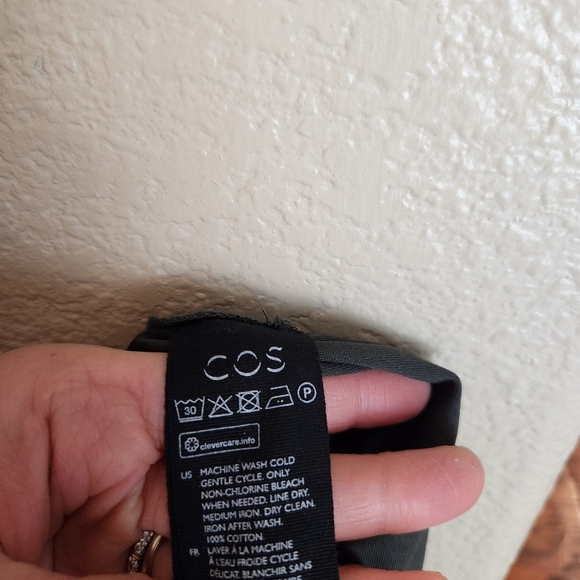 COS
30 P
clevercare.info
US MACHINE WASH COLD
GENTLE CYCLE. ONLY
NON-CHLORINE BLEACH
WHEN NEEDED. LINE DRY.
MEDIUM IRON. DRY CLEAN.
IRON AFTER WASH.
100% COTTON.
FR LAVER À LA MACHINE
À L'EAU FROIDE CYCLE
DÉLICAT. BLANCHIR SANS